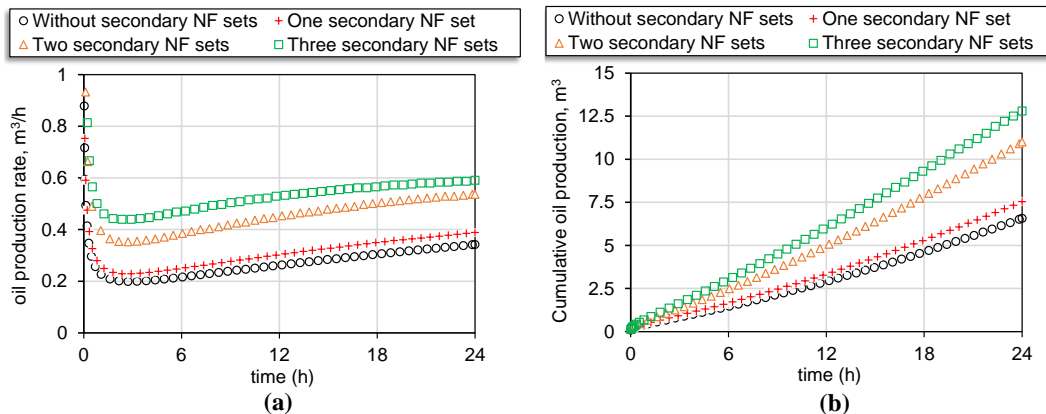 Without secondary NF sets One secondary NF set
Two secondary NF sets Three secondary NF sets
oil production rate, m³/h
1
0.8
0.6
0.4
0.2
0
0 6 12 18 24
time (h)
(a)
Without secondary NF sets One secondary NF set
Two secondary NF sets Three secondary NF sets
Cumulative oil production, m³
15
12.5
10
7.5
5
2.5
0
0 6 12 18 24
time (h)
(b)